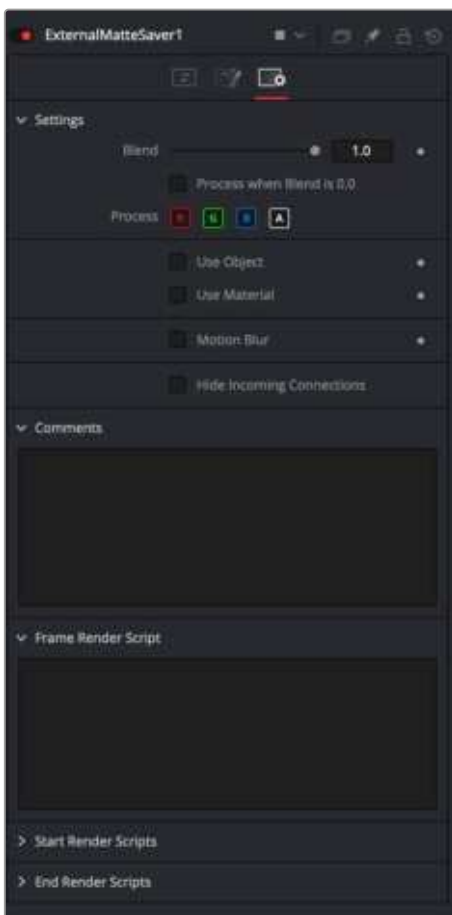 ExternalMatteSaver1
Settings
Blend 1.0
Process when Blend is 0.0
Process R G B A
Use Object
Use Material
Motion Blur
Hide Incoming Connections
Comments
Frame Render Script
Start Render Scripts
End Render Scripts